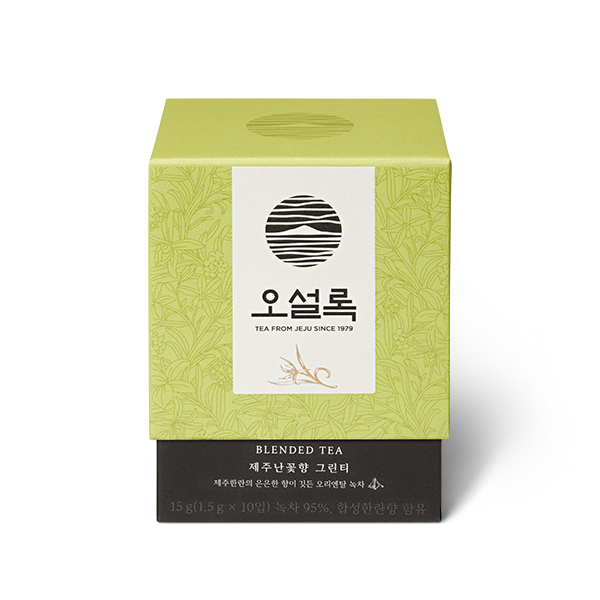 오설록
TEA FROM JEJU SINCE 1979
BLENDED TEA
제주난꽃향 그린티
제주한란의 은은한 향이 깃든 오리엔탈 녹차
15g(1.5g × 10입) 녹차 95%, 합성한란향 함유